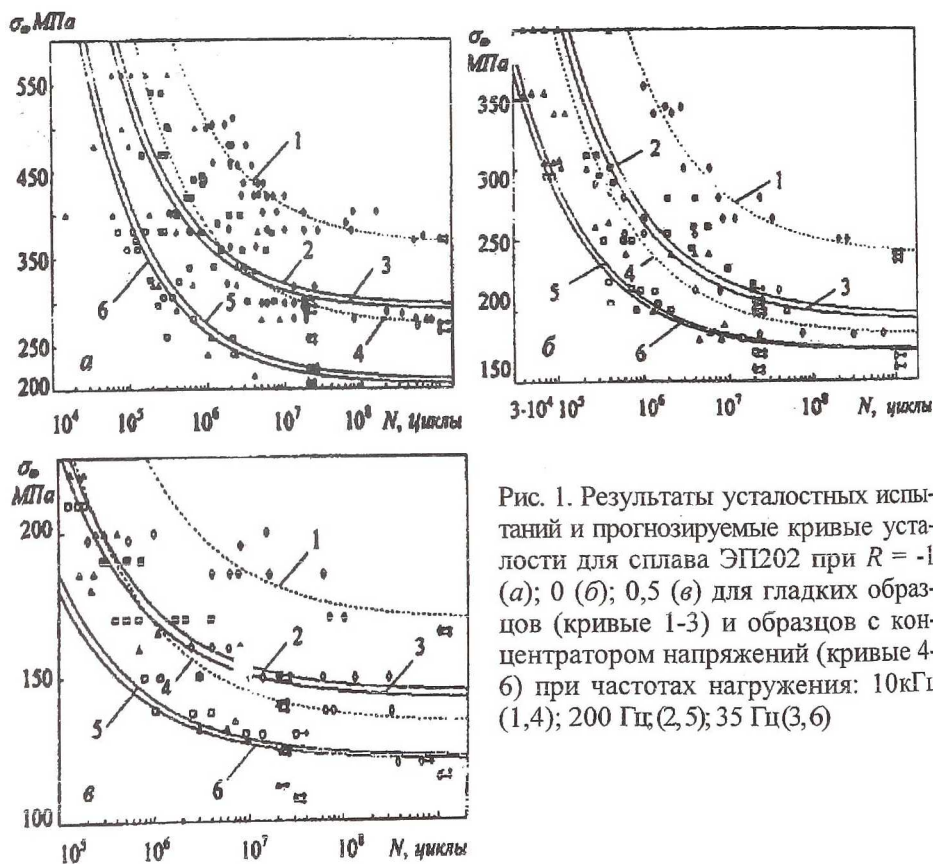 σₐ, МПа
550
450
350
250
200
1
2
3
4
5
6
а
10⁴ 10⁵ 10⁶ 10⁷ 10⁸ N, циклы
σₐ, МПа
350
300
250
200
150
1
2
3
4
5
6
б
3·10⁴ 10⁵ 10⁶ 10⁷ 10⁸ N, циклы
σₐ, МПа
200
150
100
1
2
3
4
5
6
в
10⁵ 10⁶ 10⁷ 10⁸ N, циклы
Рис. 1. Результаты усталостных испы-
таний и прогнозируемые кривые уста-
лости для сплава ЭП202 при R = -1
(а); 0 (б); 0,5 (в) для гладких образ-
цов (кривые 1-3) и образцов с кон-
центратором напряжений (кривые 4-
6) при частотах нагружения: 10кГц
(1,4); 200 Гц;(2,5); 35 Гц(3,6)